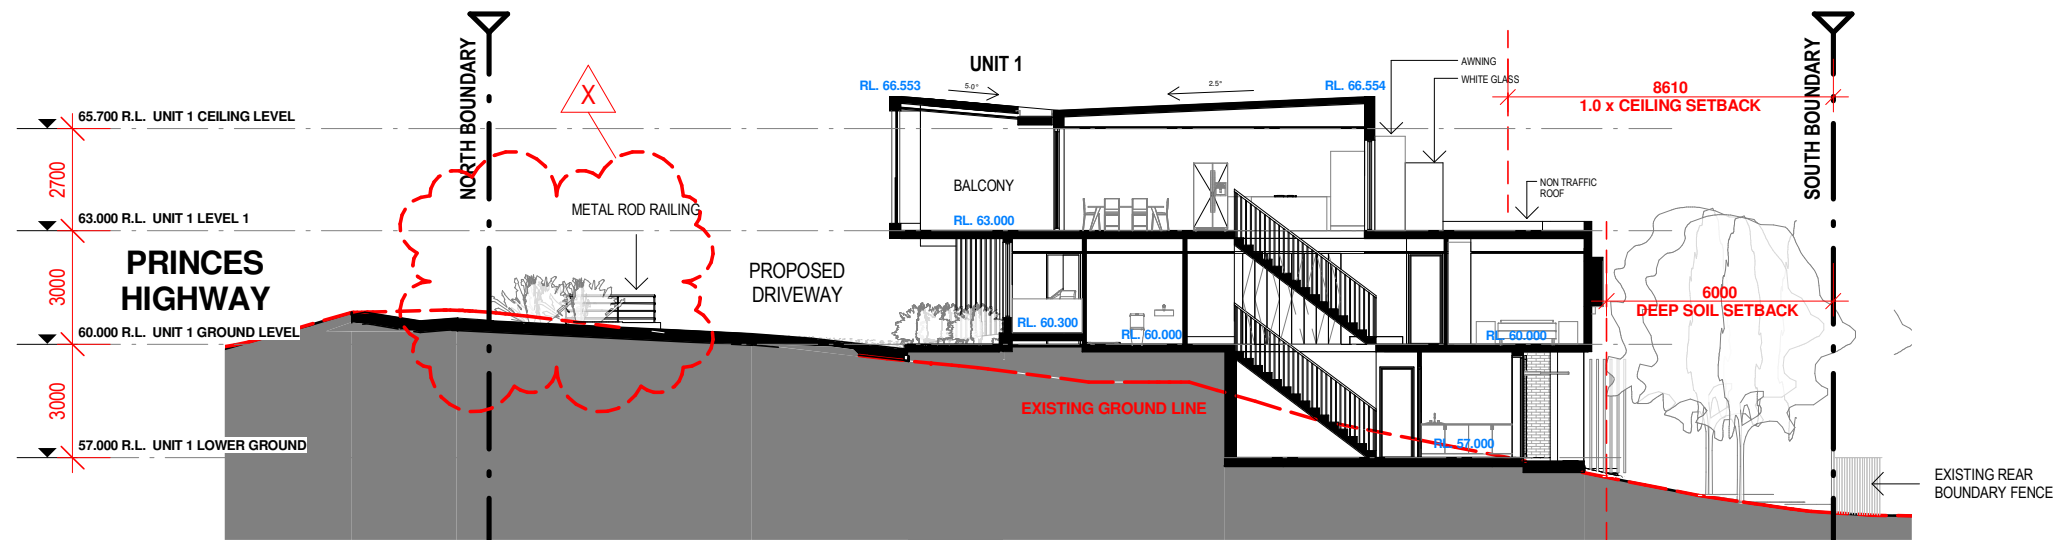 UNIT 1
RL. 66.553
5.0°
2.5°
RL. 66.554
AWNING
WHITE GLASS
8610
1.0 x CEILING SETBACK
NORTH BOUNDARY
SOUTH BOUNDARY
X
65.700 R.L. UNIT 1 CEILING LEVEL
2700
BALCONY
NON TRAFFIC
ROOF
METAL ROD RAILING
63.000 R.L. UNIT 1 LEVEL 1
RL. 63.000
PRINCES
HIGHWAY
3000
PROPOSED
DRIVEWAY
6000
DEEP SOIL SETBACK
60.000 R.L. UNIT 1 GROUND LEVEL
RL. 60.300
RL. 60.000
RL. 60.000
3000
EXISTING GROUND LINE
57.000 R.L. UNIT 1 LOWER GROUND
RL. 57.000
EXISTING REAR
BOUNDARY FENCE